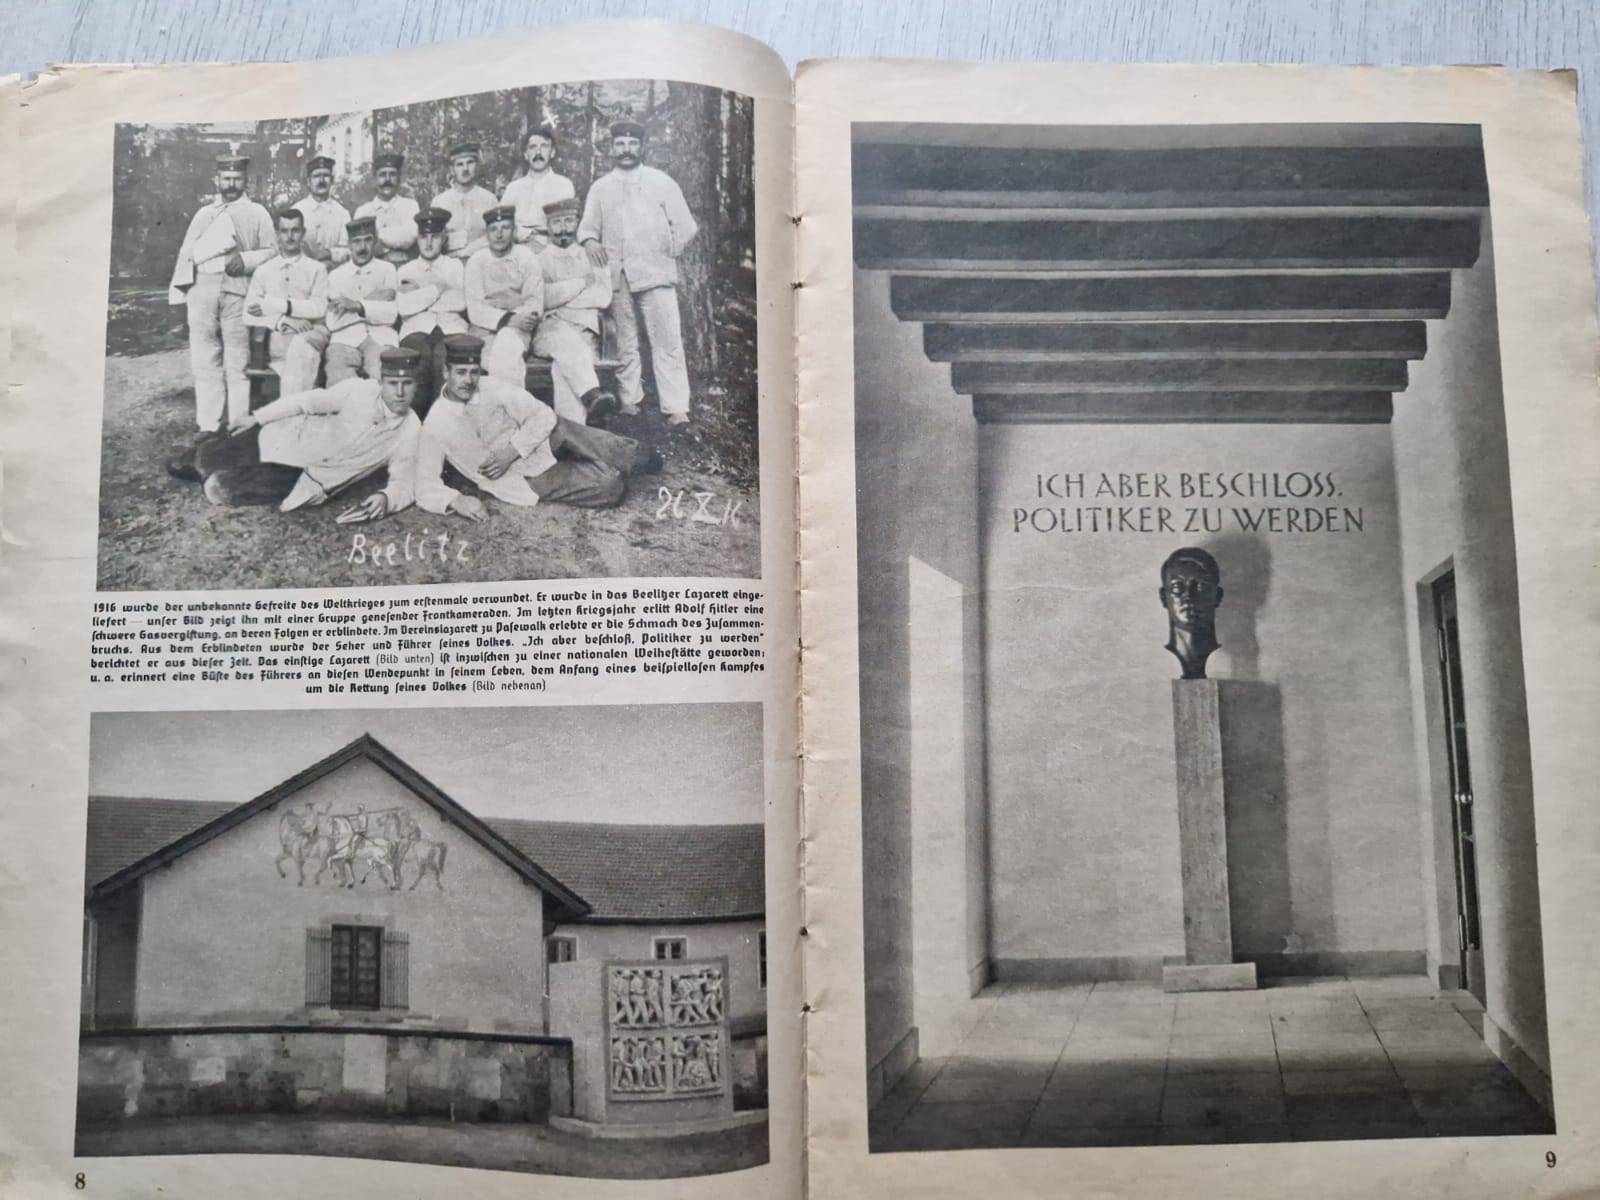 Beelitz
26 X 16
1916 wurde der unbekannte Gefreite des Weltkrieges zum erstenmale verwundet. Er wurde in das Beelitzer Lazarett einge-
liefert — unser Bild zeigt ihn mit einer Gruppe genesender Frontkameraden. Im letzten Kriegsjahr erlitt Adolf Hitler eine
schwere Gasvergiftung, an deren Folgen er erblindete. Im Vereinslazarett zu Pasewalk erlebte er die Schmach des Zusammen-
bruchs. Aus dem Erblindeten wurde der Seher und Führer seines Volkes. „Ich aber beschloß, Politiker zu werden“
berichtet er aus dieser Zeit. Das einstige Lazarett (Bild unten) ist inzwischen zu einer nationalen Weihestätte geworden;
u. a. erinnert eine Büste des Führers an diesen Wendepunkt in seinem Leben, dem Anfang eines beispiellosen Kampfes
um die Rettung seines Volkes (Bild nebenan)
8
ICH ABER BESCHLOSS.
POLITIKER ZU WERDEN
9